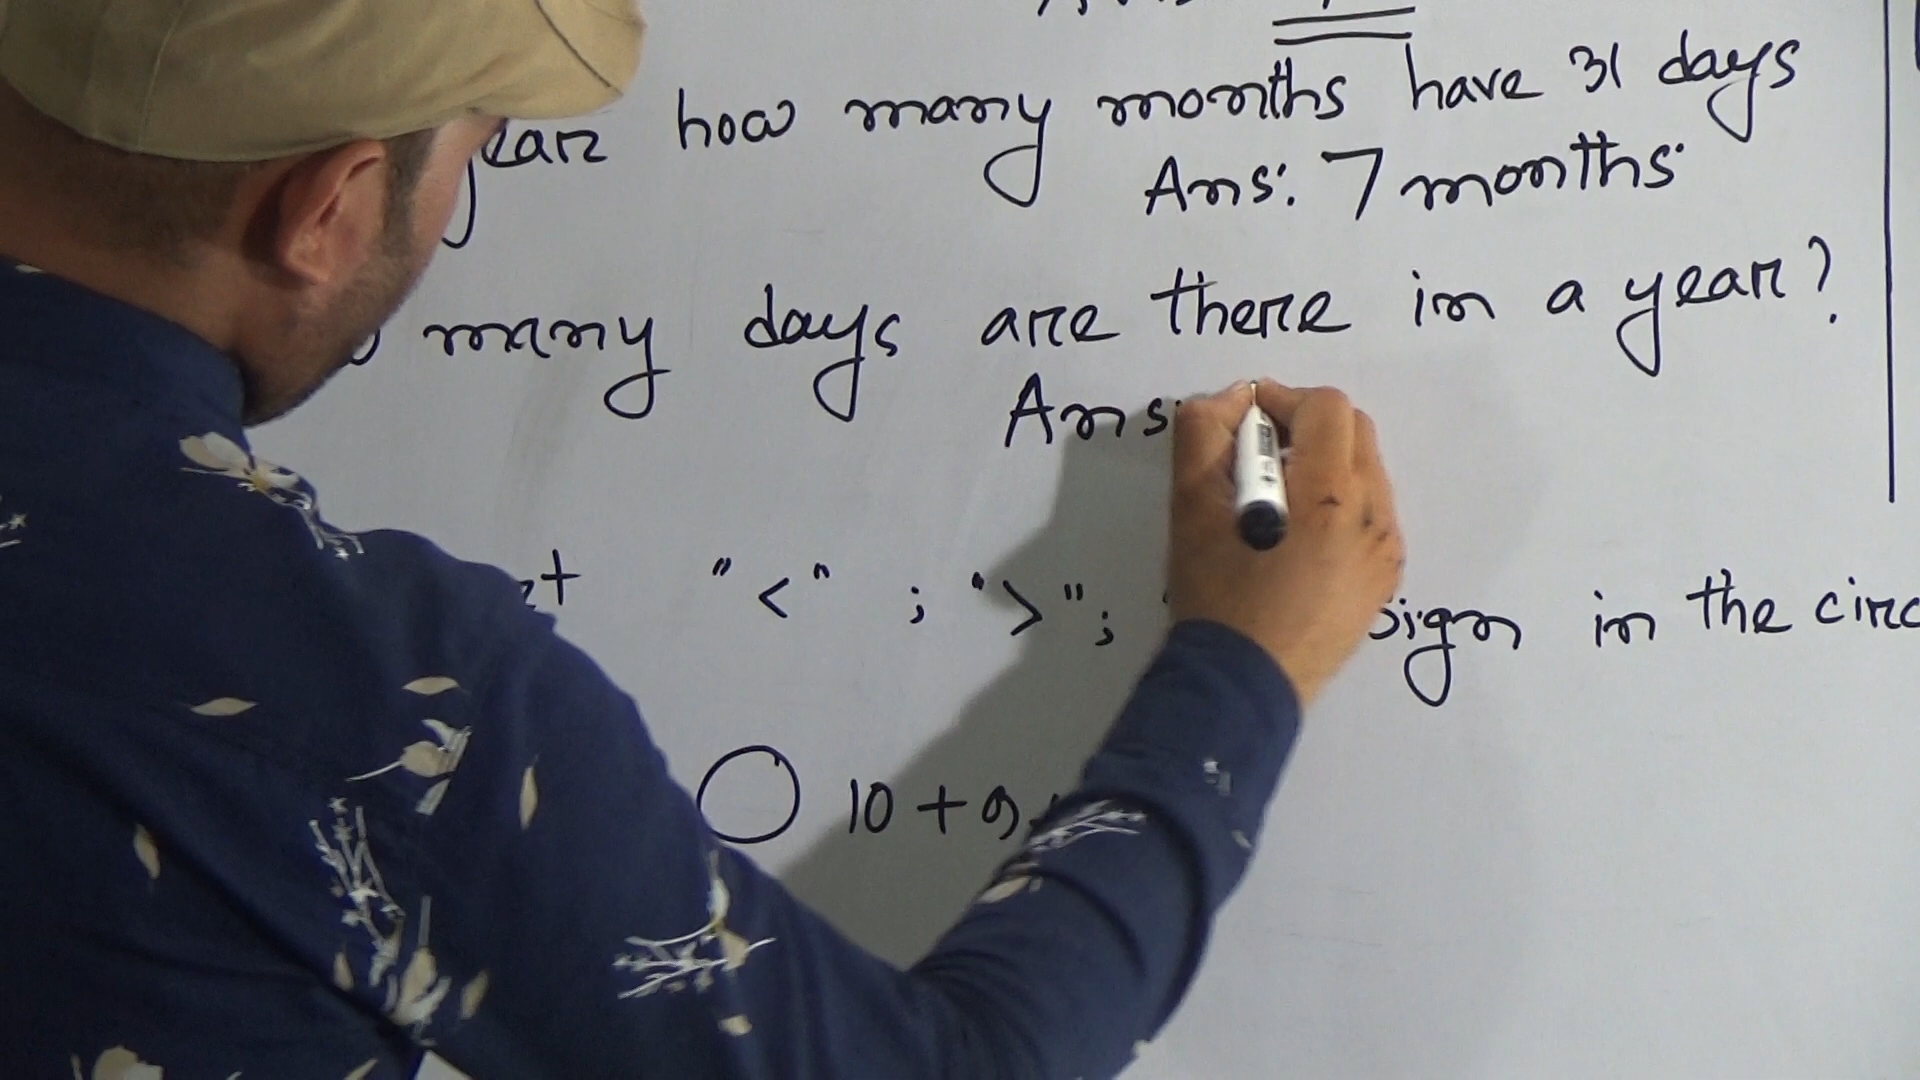 year how many months have 31 days
Ans: 7 months
many days are there in a year?
Ans:
"<" ; ">"; sign in the circ
10 + 9